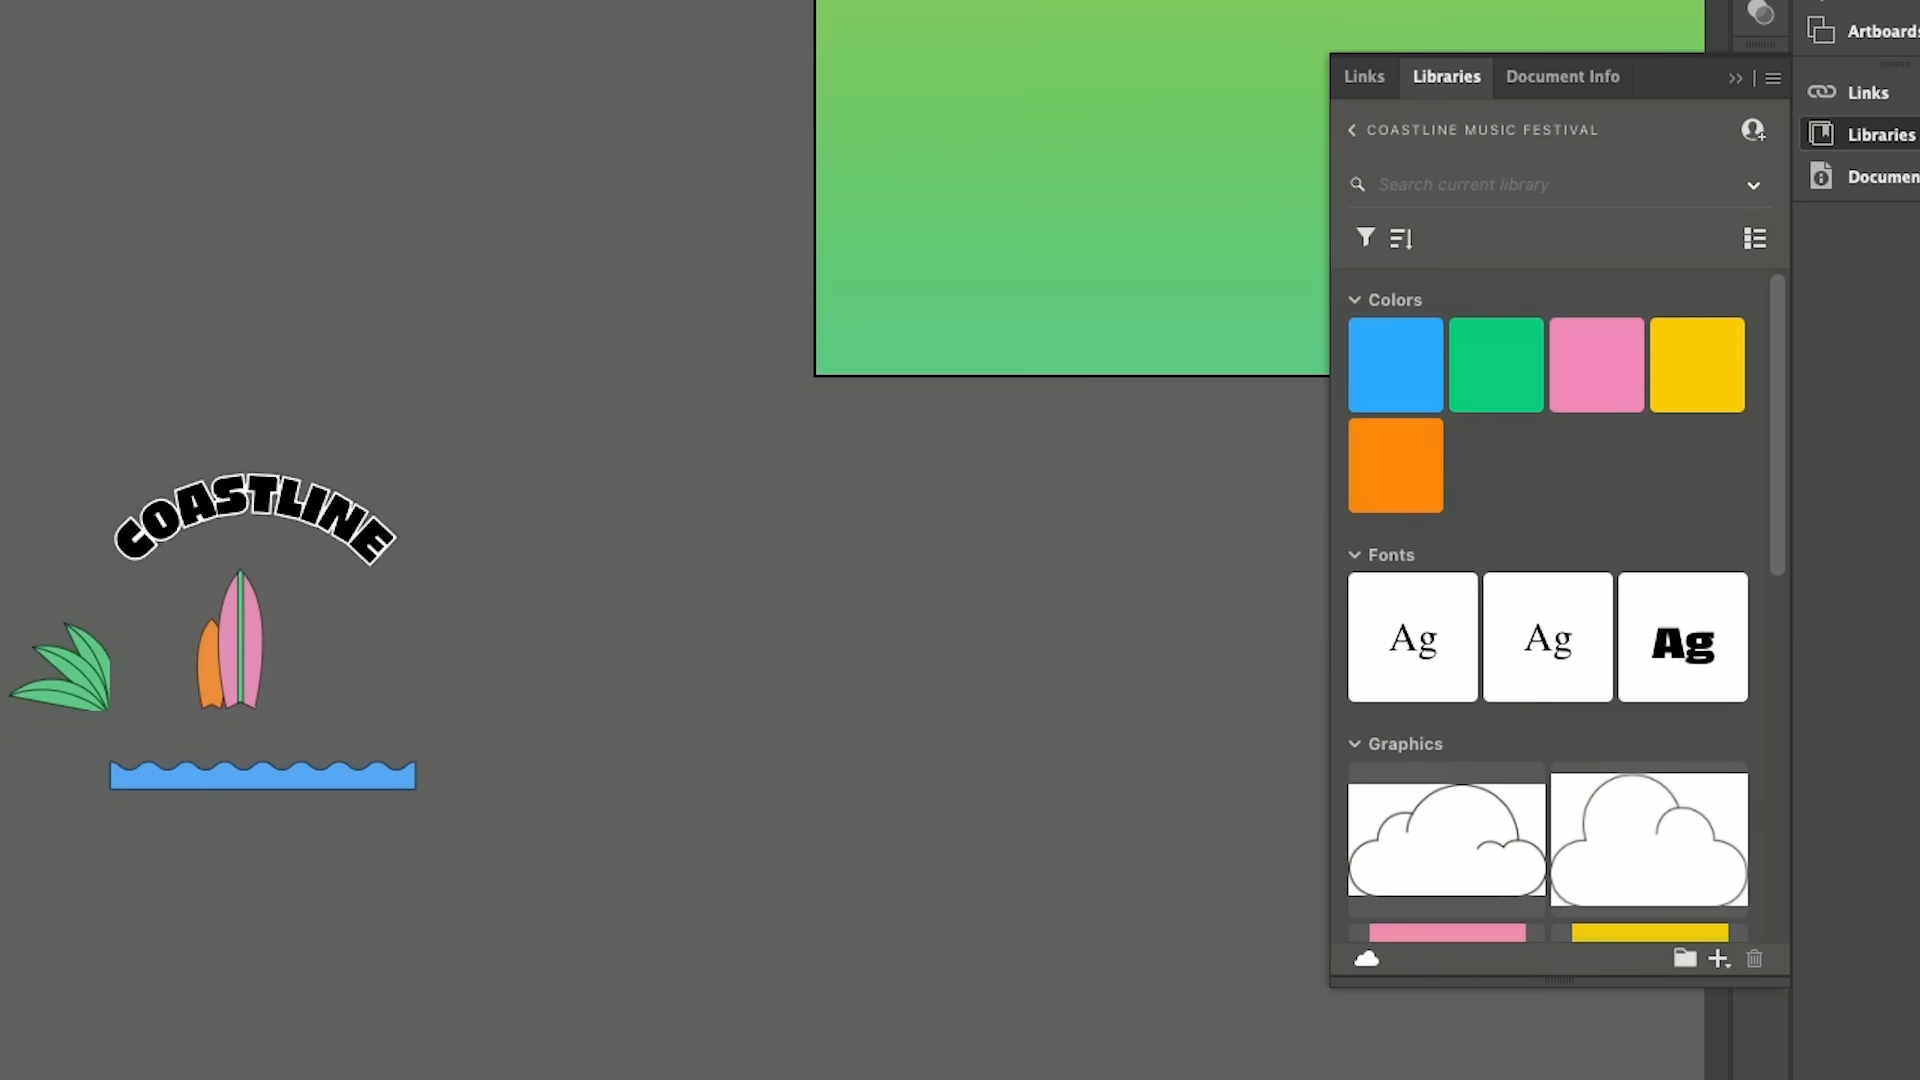 Artboards
Links
Libraries
Document Info
Links
COASTLINE MUSIC FESTIVAL
Libraries
Search current library
Documen
Colors
COASTLINE
Fonts
Ag
Ag
Ag
Graphics